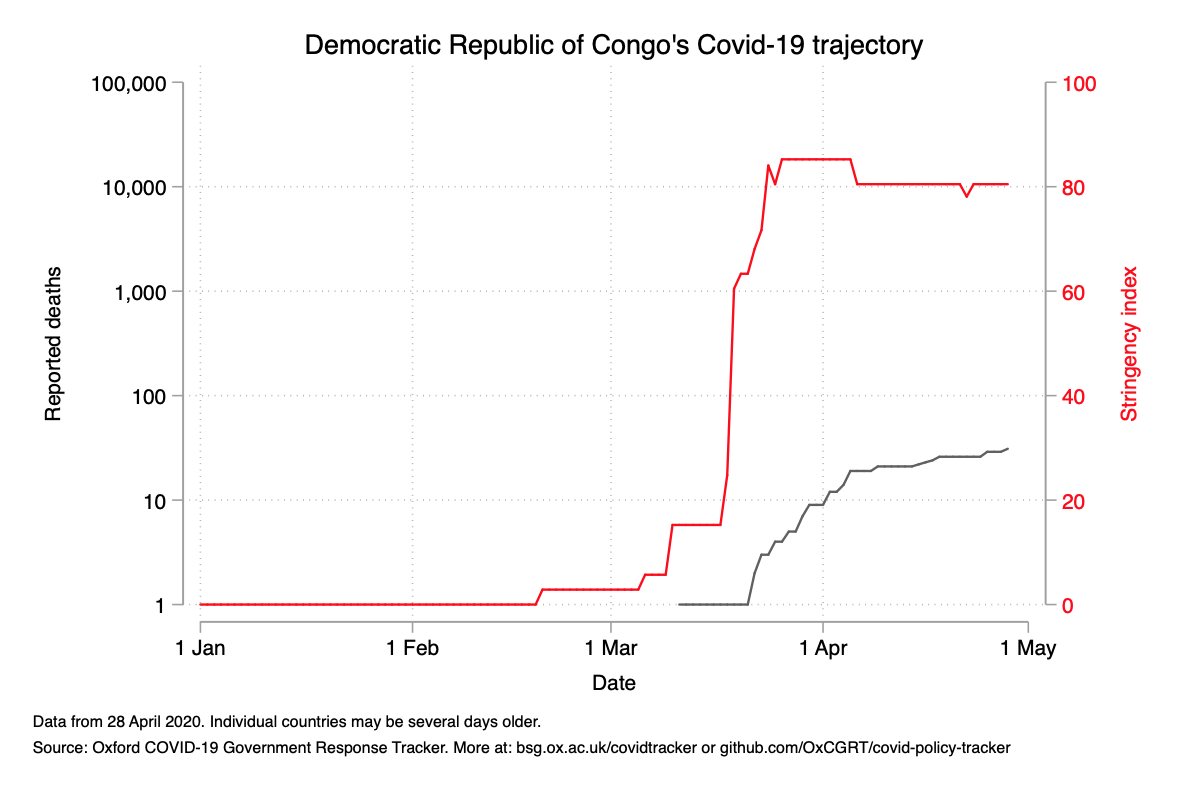 Democratic Republic of Congo's Covid-19 trajectory
100,000
10,000
1,000
100
10
1
Reported deaths
100
80
60
40
20
0
Stringency index
1 Jan
1 Feb
1 Mar
1 Apr
1 May
Date
Data from 28 April 2020. Individual countries may be several days older.
Source: Oxford COVID-19 Government Response Tracker. More at: bsg.ox.ac.uk/covidtracker or github.com/OxCGRT/covid-policy-tracker